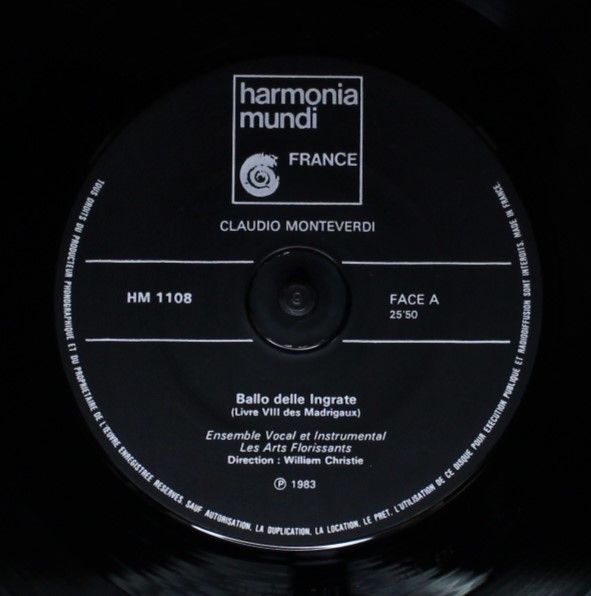 harmonia
mundi
FRANCE
CLAUDIO MONTEVERDI
HM 1108
FACE A
25'50
Ballo delle Ingrate
(Livre VIII des Madrigaux)
Ensemble Vocal et Instrumental
Les Arts Florissants
Direction : William Christie
℗ 1983
TOUS DROITS DU PRODUCTEUR PHONOGRAPHIQUE ET DU PROPRIETAIRE DE L'ŒUVRE ENREGISTREE RESERVES. SAUF AUTORISATION, LA DUPLICATION, LA LOCATION, LE PRET, L'UTILISATION DE CE DISQUE POUR EXECUTION PUBLIQUE ET RADIODIFFUSION SONT INTERDITS. MADE IN FRANCE.